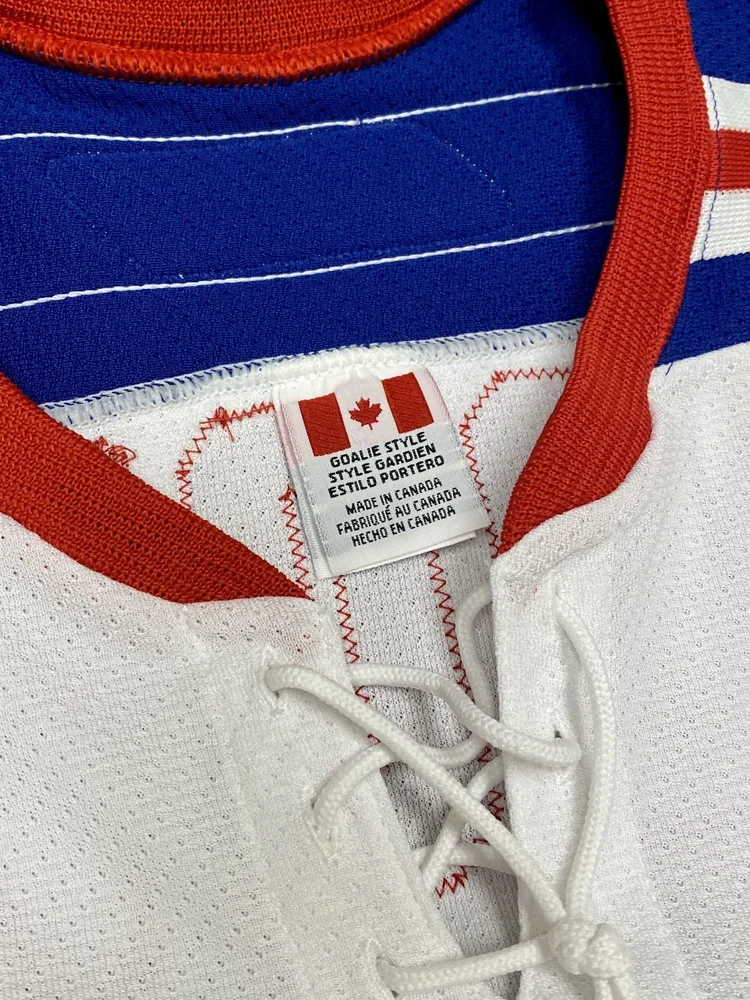 GOALIE STYLE
STYLE GARDIEN
ESTILO PORTERO
MADE IN CANADA
FABRIQUÉ AU CANADA
HECHO EN CANADA